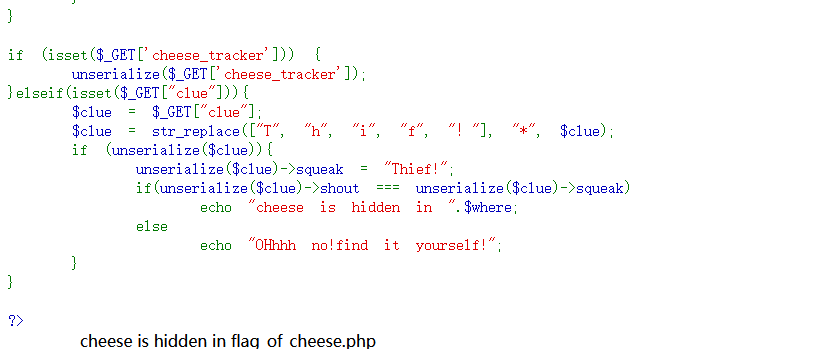 }
if (isset($_GET['cheese_tracker'])) {
unserialize($_GET['cheese_tracker']);
}elseif(isset($_GET["clue"])){
$clue = $_GET["clue"];
$clue = str_replace(["T", "h", "i", "f", "! "], "*", $clue);
if (unserialize($clue)){
unserialize($clue)->squeak = "Thief!";
if(unserialize($clue)->shout === unserialize($clue)->squeak)
echo "cheese is hidden in ".$where;
else
echo "OHhhh no!find it yourself!";
}
}
?>
cheese is hidden in flag_of_cheese.php